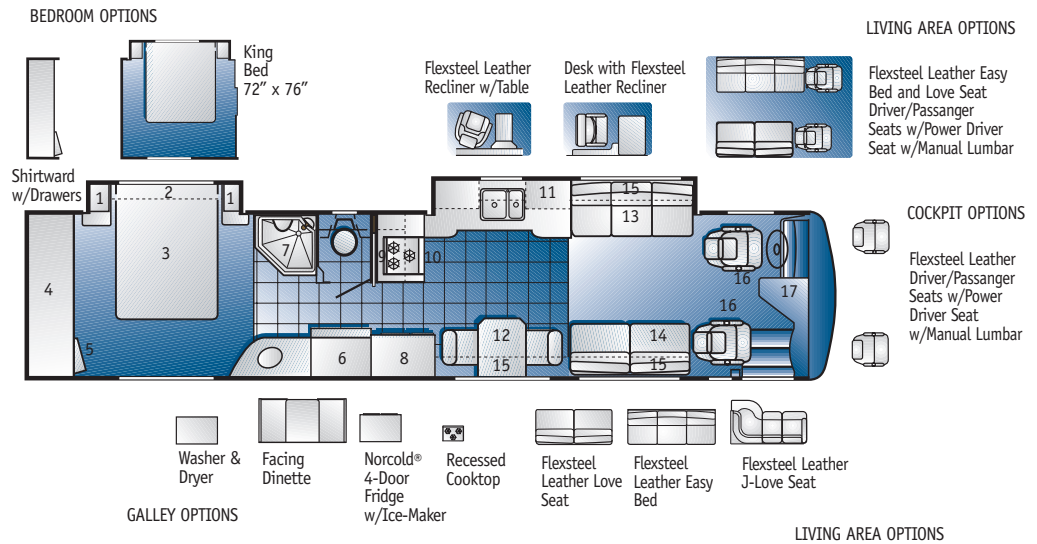 BEDROOM OPTIONS
King
Bed
72” x 76”
Shirtward
w/Drawers
Flexsteel Leather
Recliner w/Table
Desk with Flexsteel
Leather Recliner
LIVING AREA OPTIONS
Flexsteel Leather Easy
Bed and Love Seat
Driver/Passanger
Seats w/Power Driver
Seat w/Manual Lumbar
1
2
1
3
4
5
7
9
10
11
15
13
6
8
12
15
14
15
16
16
17
COCKPIT OPTIONS
Flexsteel Leather
Driver/Passanger
Seats w/Power
Driver Seat
w/Manual Lumbar
Washer &
Dryer
Facing
Dinette
Norcold®
4-Door
Fridge
w/Ice-Maker
Recessed
Cooktop
GALLEY OPTIONS
Flexsteel
Leather Love
Seat
Flexsteel
Leather Easy
Bed
Flexsteel Leather
J-Love Seat
LIVING AREA OPTIONS